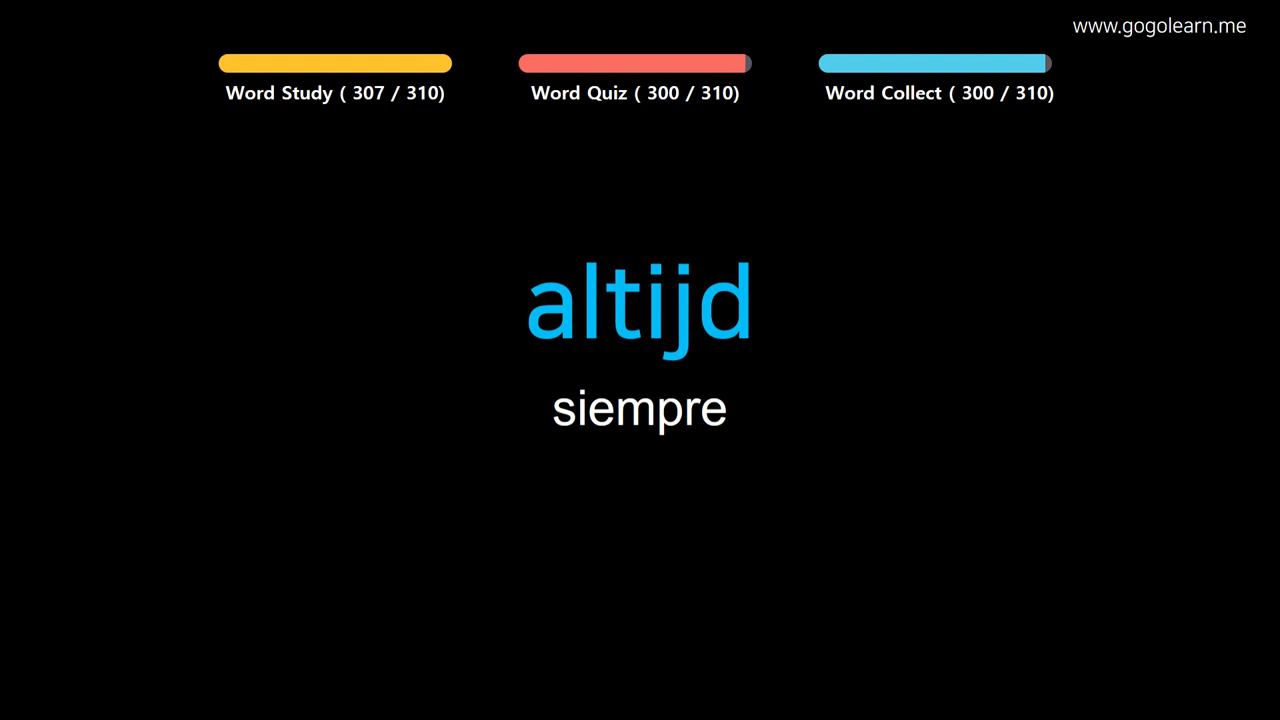 www.gogolearn.me
Word Study ( 307 / 310)
Word Quiz ( 300 / 310)
Word Collect ( 300 / 310)
altijd
siempre